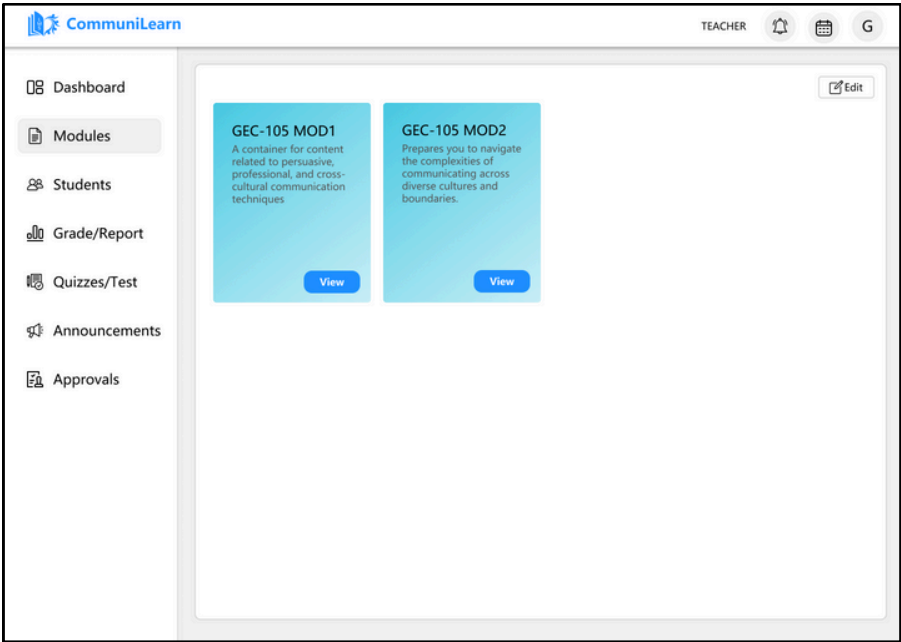 CommuniLearn
TEACHER
G
Dashboard
Modules
Students
Grade/Report
Quizzes/Test
Announcements
Approvals
Edit
GEC-105 MOD1
A container for content
related to persuasive,
professional, and cross-
cultural communication
techniques
View
GEC-105 MOD2
Prepares you to navigate
the complexities of
communicating across
diverse cultures and
boundaries.
View